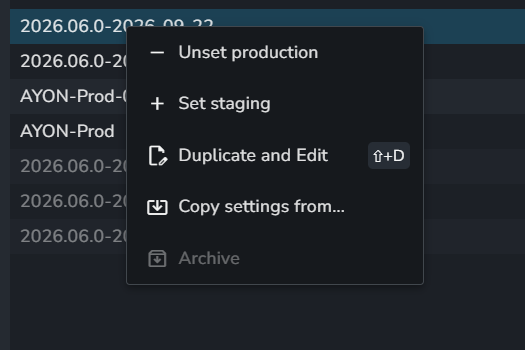 2026.06.0-2026-09-22
Unset production
2026.06.0-20
Set staging
AYON-Prod-0
AYON-Prod
Duplicate and Edit ⇧+D
2026.06.0-20
2026.06.0-20
Copy settings from...
2026.06.0-20
Archive